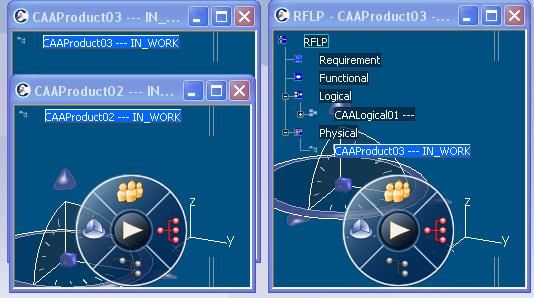 CAAProduct03 --- IN_...
CAAProduct03 --- IN_WORK
CAAProduct02 --- IN...
CAAProduct02 --- IN_WORK
z
y
RFLP - CAAProduct03 -...
RFLP
Requirement
Functional
Logical
CAALogical01 ---
Physical
CAAProduct03 --- IN_WORK
z
y